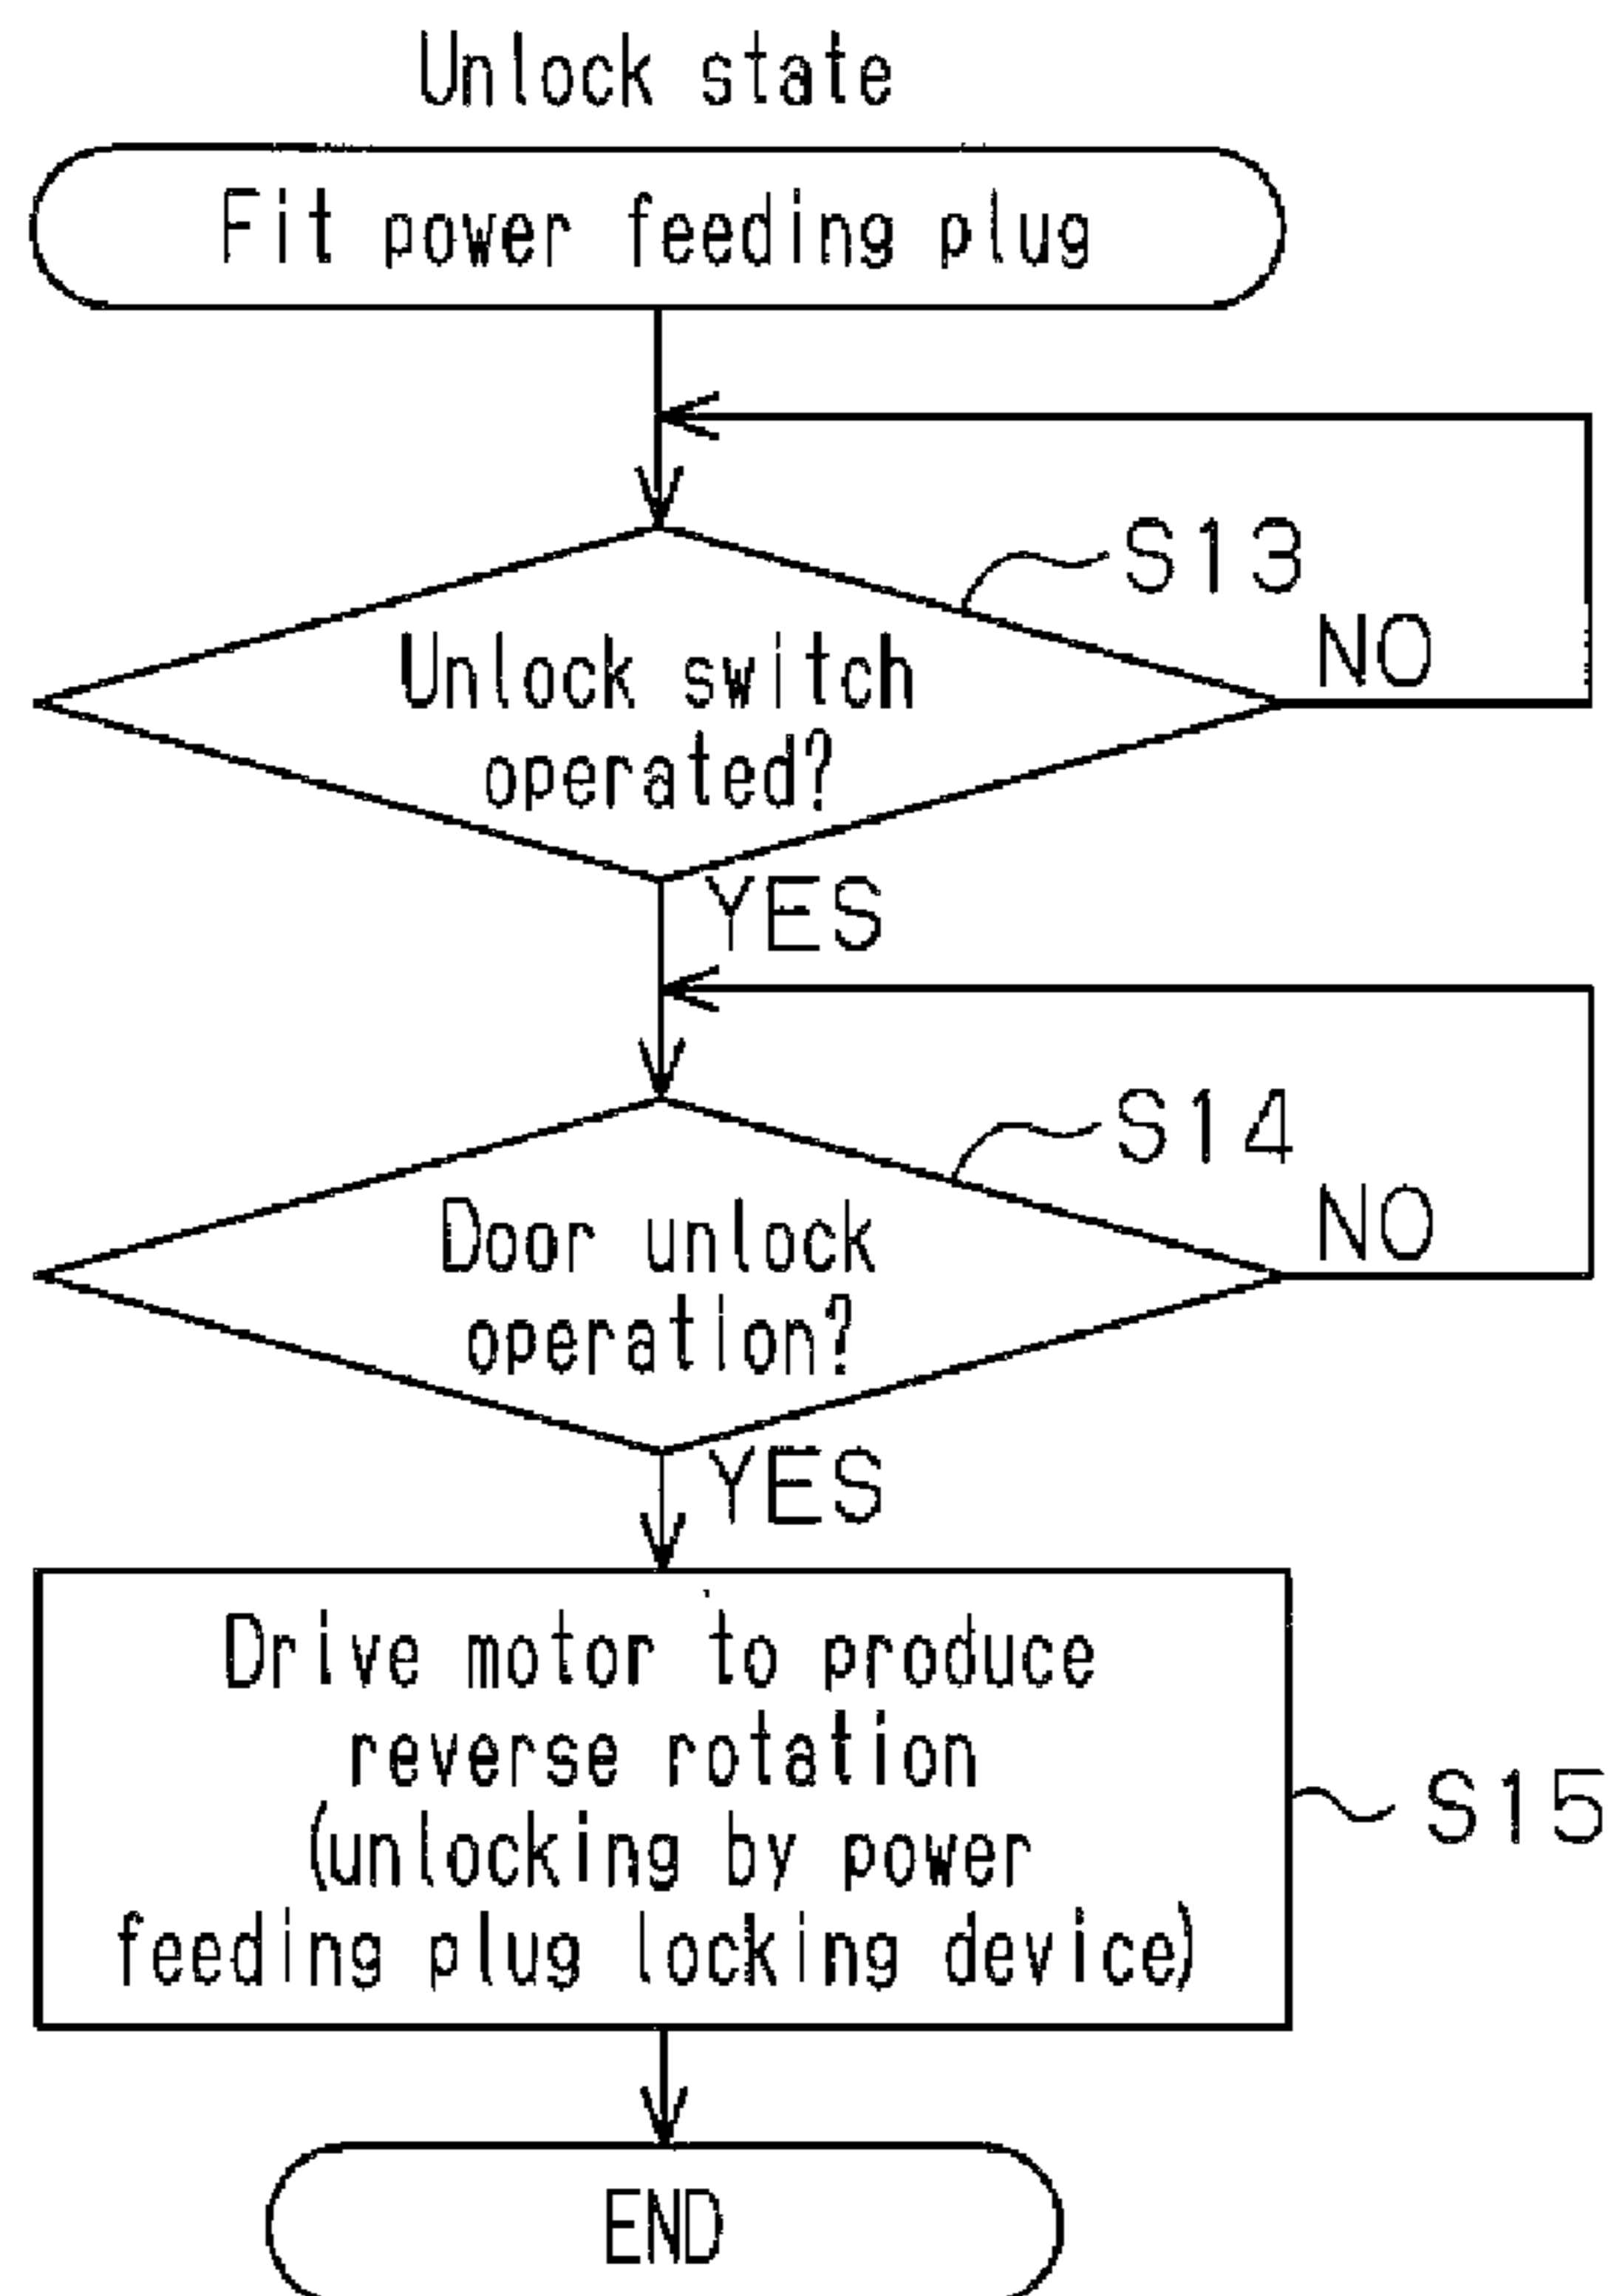 Unlock state
Fit power feeding plug
S13
NO
Unlock switch
operated?
YES
S14
NO
Door unlock
operation?
YES
Drive motor to produce
reverse rotation
(unlocking by power
feeding plug locking device)
S15
END